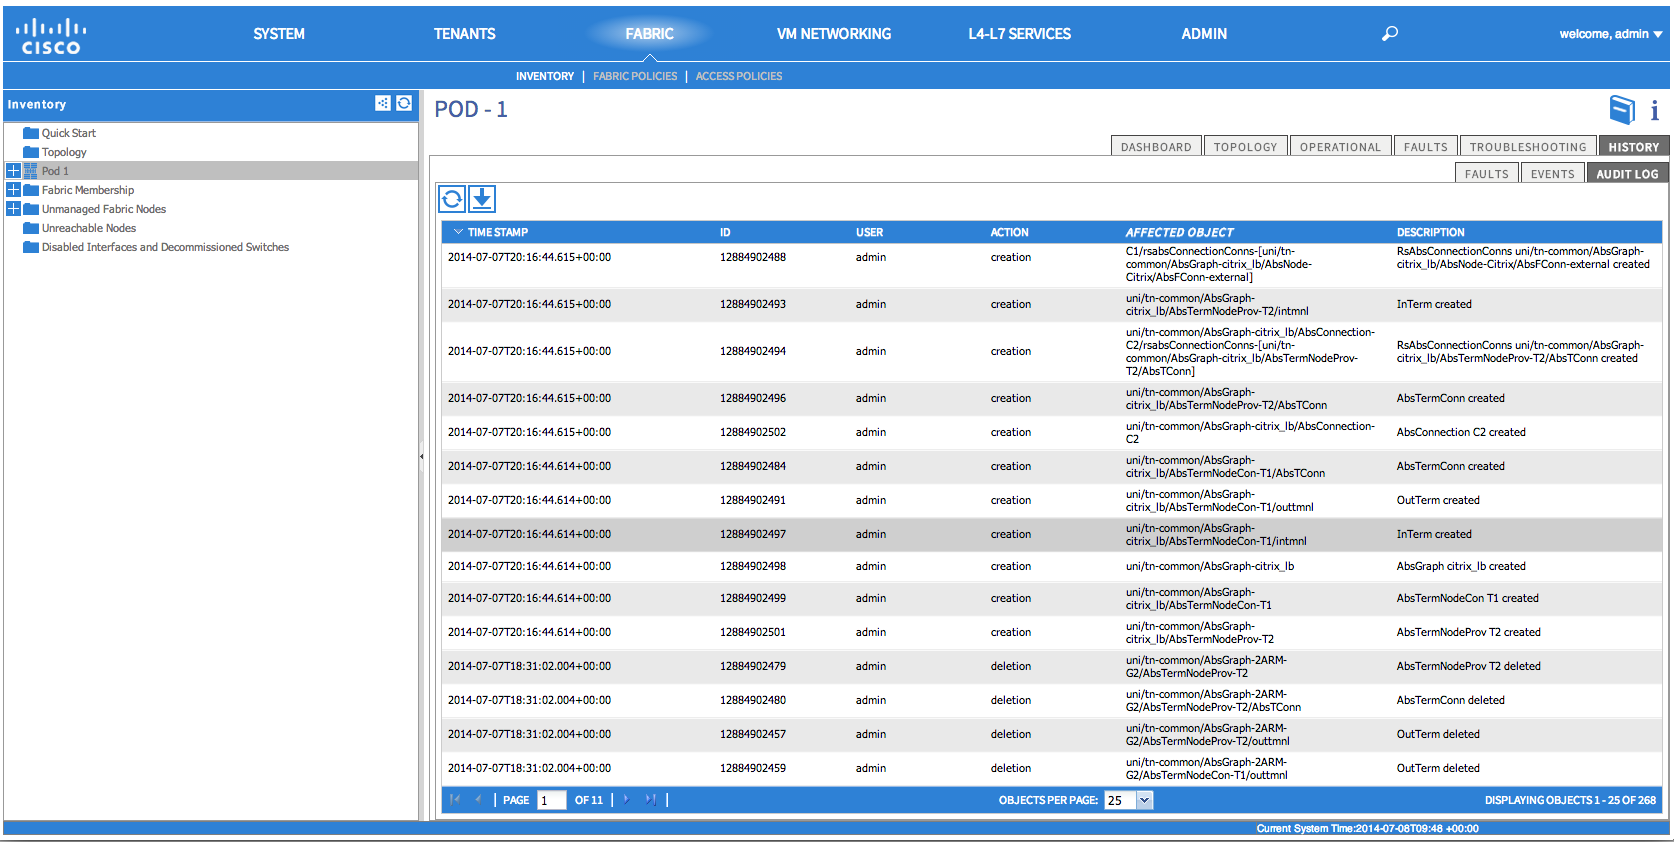 CISCO
SYSTEM TENANTS FABRIC VM NETWORKING L4-L7 SERVICES ADMIN welcome, admin
INVENTORY | FABRIC POLICIES | ACCESS POLICIES
Inventory
Quick Start
Topology
Pod 1
Fabric Membership
Unmanaged Fabric Nodes
Unreachable Nodes
Disabled Interfaces and Decommissioned Switches
POD - 1
i
DASHBOARD TOPOLOGY OPERATIONAL FAULTS TROUBLESHOOTING HISTORY
FAULTS EVENTS AUDIT LOG
TIME STAMP ID USER ACTION AFFECTED OBJECT DESCRIPTION
2014-07-07T20:16:44.615+00:00 12884902488 admin creation
C1/rsabsConnectionConns-[uni/tn-
common/AbsGraph-citrix_lb/AbsNode-
Citrix/AbsFConn-external]
RsAbsConnectionConns uni/tn-common/AbsGraph-
citrix_lb/AbsNode-Citrix/AbsFConn-external created
2014-07-07T20:16:44.615+00:00 12884902493 admin creation
uni/tn-common/AbsGraph-
citrix_lb/AbsTermNodeProv-T2/intmnl
InTerm created
2014-07-07T20:16:44.615+00:00 12884902494 admin creation
uni/tn-common/AbsGraph-citrix_lb/AbsConnection-
C2/rsabsConnectionConns-[uni/tn-
common/AbsGraph-citrix_lb/AbsTermNodeProv-
T2/AbsTConn]
RsAbsConnectionConns uni/tn-common/AbsGraph-
citrix_lb/AbsTermNodeProv-T2/AbsTConn created
2014-07-07T20:16:44.615+00:00 12884902496 admin creation
uni/tn-common/AbsGraph-
citrix_lb/AbsTermNodeProv-T2/AbsTConn
AbsTermConn created
2014-07-07T20:16:44.615+00:00 12884902502 admin creation
uni/tn-common/AbsGraph-citrix_lb/AbsConnection-
C2
AbsConnection C2 created
2014-07-07T20:16:44.614+00:00 12884902484 admin creation
uni/tn-common/AbsGraph-
citrix_lb/AbsTermNodeCon-T1/AbsTConn
AbsTermConn created
2014-07-07T20:16:44.614+00:00 12884902491 admin creation
uni/tn-common/AbsGraph-
citrix_lb/AbsTermNodeCon-T1/outtmnl
OutTerm created
2014-07-07T20:16:44.614+00:00 12884902497 admin creation
uni/tn-common/AbsGraph-
citrix_lb/AbsTermNodeCon-T1/intmnl
InTerm created
2014-07-07T20:16:44.614+00:00 12884902498 admin creation uni/tn-common/AbsGraph-citrix_lb AbsGraph citrix_lb created
2014-07-07T20:16:44.614+00:00 12884902499 admin creation
uni/tn-common/AbsGraph-
citrix_lb/AbsTermNodeCon-T1
AbsTermNodeCon T1 created
2014-07-07T20:16:44.614+00:00 12884902501 admin creation
uni/tn-common/AbsGraph-
citrix_lb/AbsTermNodeProv-T2
AbsTermNodeProv T2 created
2014-07-07T18:31:02.004+00:00 12884902479 admin deletion
uni/tn-common/AbsGraph-2ARM-
G2/AbsTermNodeProv-T2
AbsTermNodeProv T2 deleted
2014-07-07T18:31:02.004+00:00 12884902480 admin deletion
uni/tn-common/AbsGraph-2ARM-
G2/AbsTermNodeProv-T2/AbsTConn
AbsTermConn deleted
2014-07-07T18:31:02.004+00:00 12884902457 admin deletion
uni/tn-common/AbsGraph-2ARM-
G2/AbsTermNodeProv-T2/outtmnl
OutTerm deleted
2014-07-07T18:31:02.004+00:00 12884902459 admin deletion
uni/tn-common/AbsGraph-2ARM-
G2/AbsTermNodeCon-T1/outtmnl
OutTerm deleted
PAGE 1 OF 11 OBJECTS PER PAGE: 25 DISPLAYING OBJECTS 1 - 25 OF 268
Current System Time:2014-07-08T09:48 +00:00